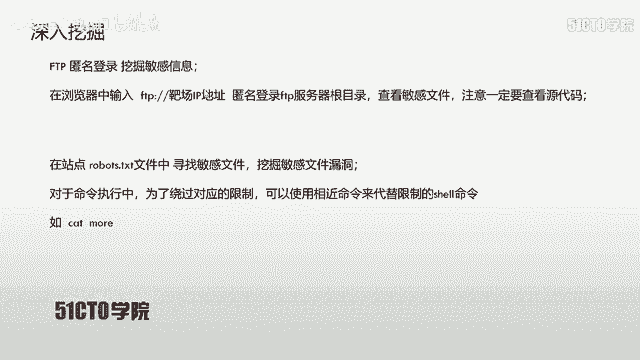 51CTO学院
深入挖掘
FTP 匿名登录 挖掘敏感信息；
在浏览器中输入 ftp://靶场IP地址 匿名登录ftp服务器根目录，查看敏感文件，注意一定要查看源代码；
在站点 robots.txt文件中 寻找敏感文件，挖掘敏感文件漏洞；
对于命令执行中，为了绕过对应的限制，可以使用相近命令来代替限制的shell命令
如 cat more
51CTO学院